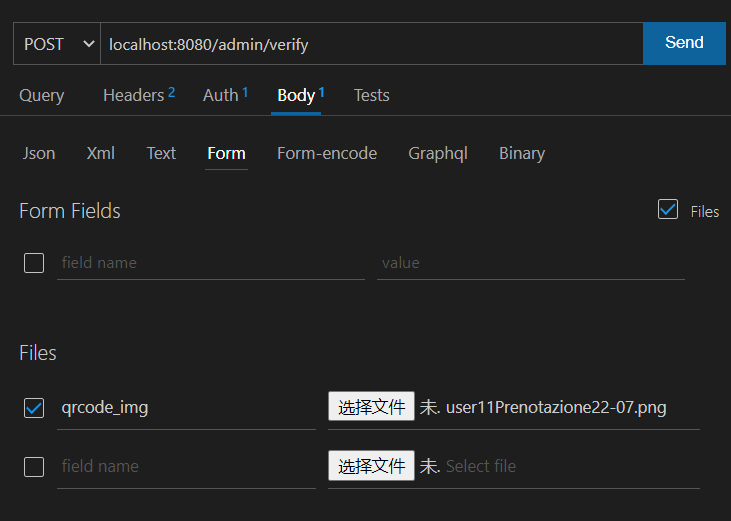 POST localhost:8080/admin/verify Send
Query Headers 2 Auth 1 Body 1 Tests
Json Xml Text Form Form-encode Graphql Binary
Form Fields Files
field name value
Files
qrcode_img 选择文件 未. user11Prenotazione22-07.png
field name 选择文件 未. Select file